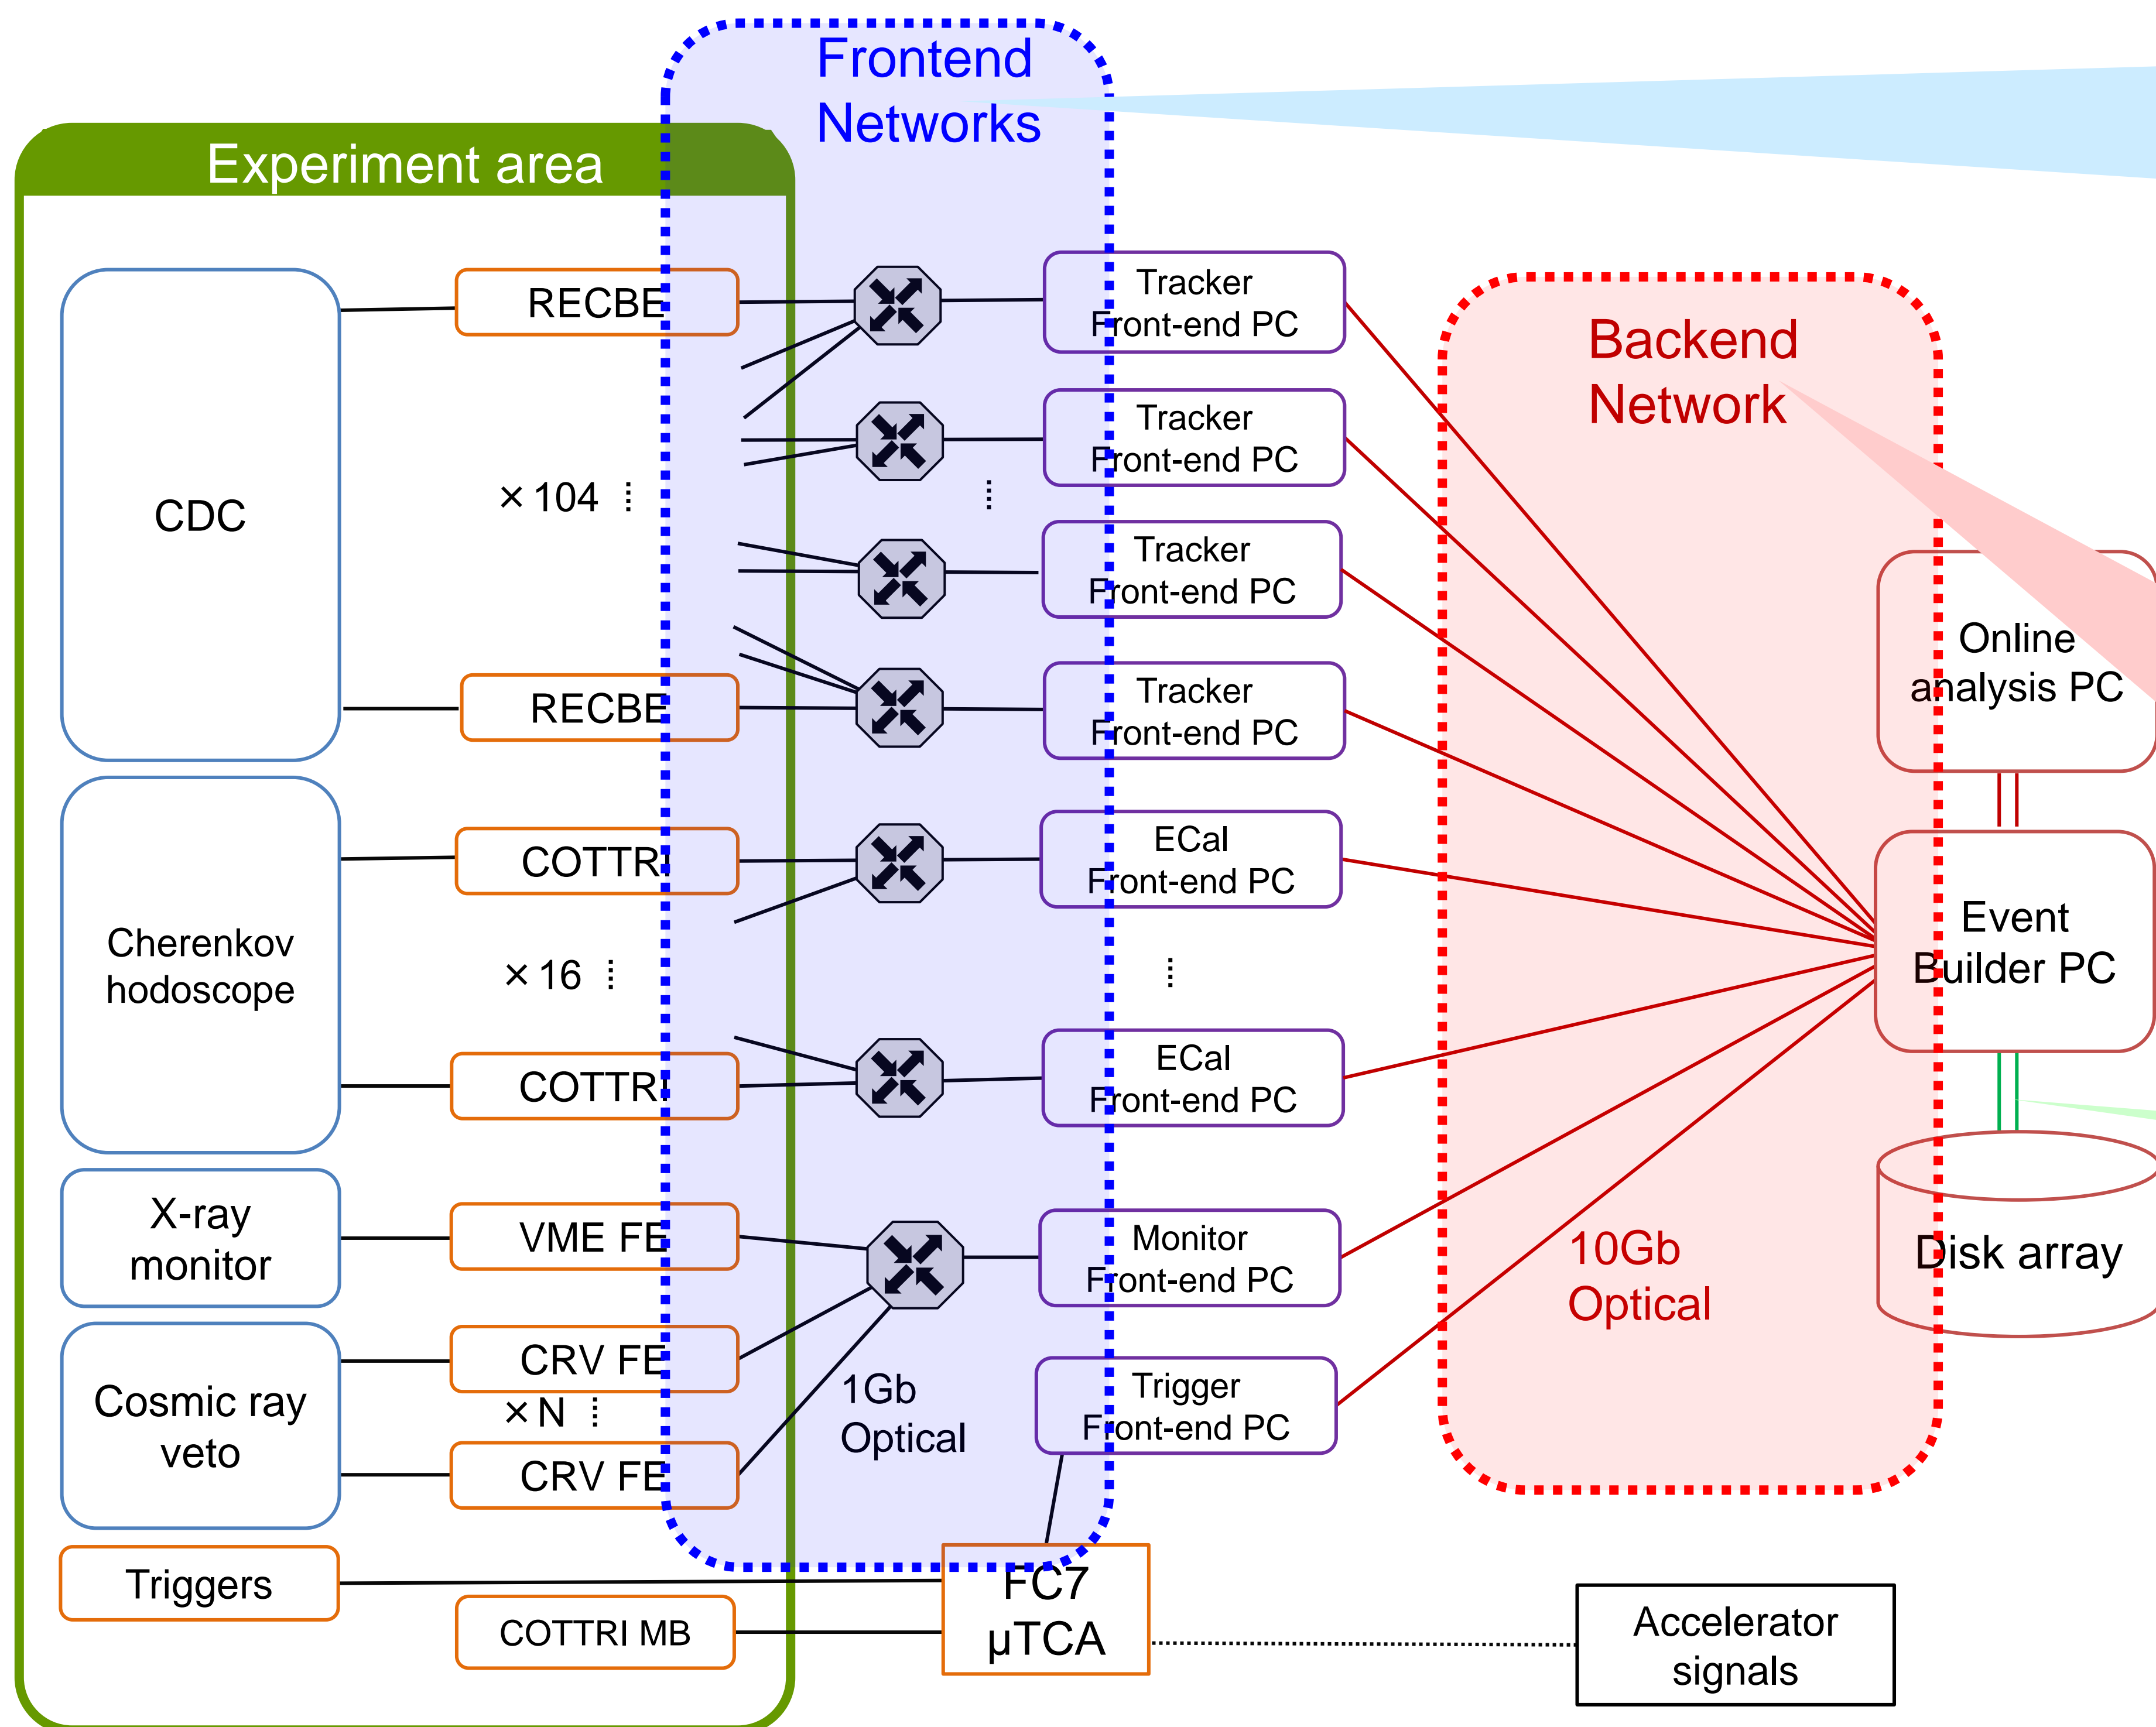 Frontend
Networks
Experiment area
Backend
Network
CDC
RECBE
×104
RECBE
Tracker
Front-end PC
Tracker
Front-end PC
Tracker
Front-end PC
Tracker
Front-end PC
Online
analysis PC
Cherenkov
hodoscope
COTTRI
×16
COTTRI
ECal
Front-end PC
ECal
Front-end PC
Event
Builder PC
X-ray
monitor
VME FE
Monitor
Front-end PC
10Gb
Optical
Disk array
Cosmic ray
veto
CRV FE
×N
CRV FE
1Gb
Optical
Trigger
Front-end PC
Triggers
COTTRI MB
FC7
μTCA
Accelerator
signals